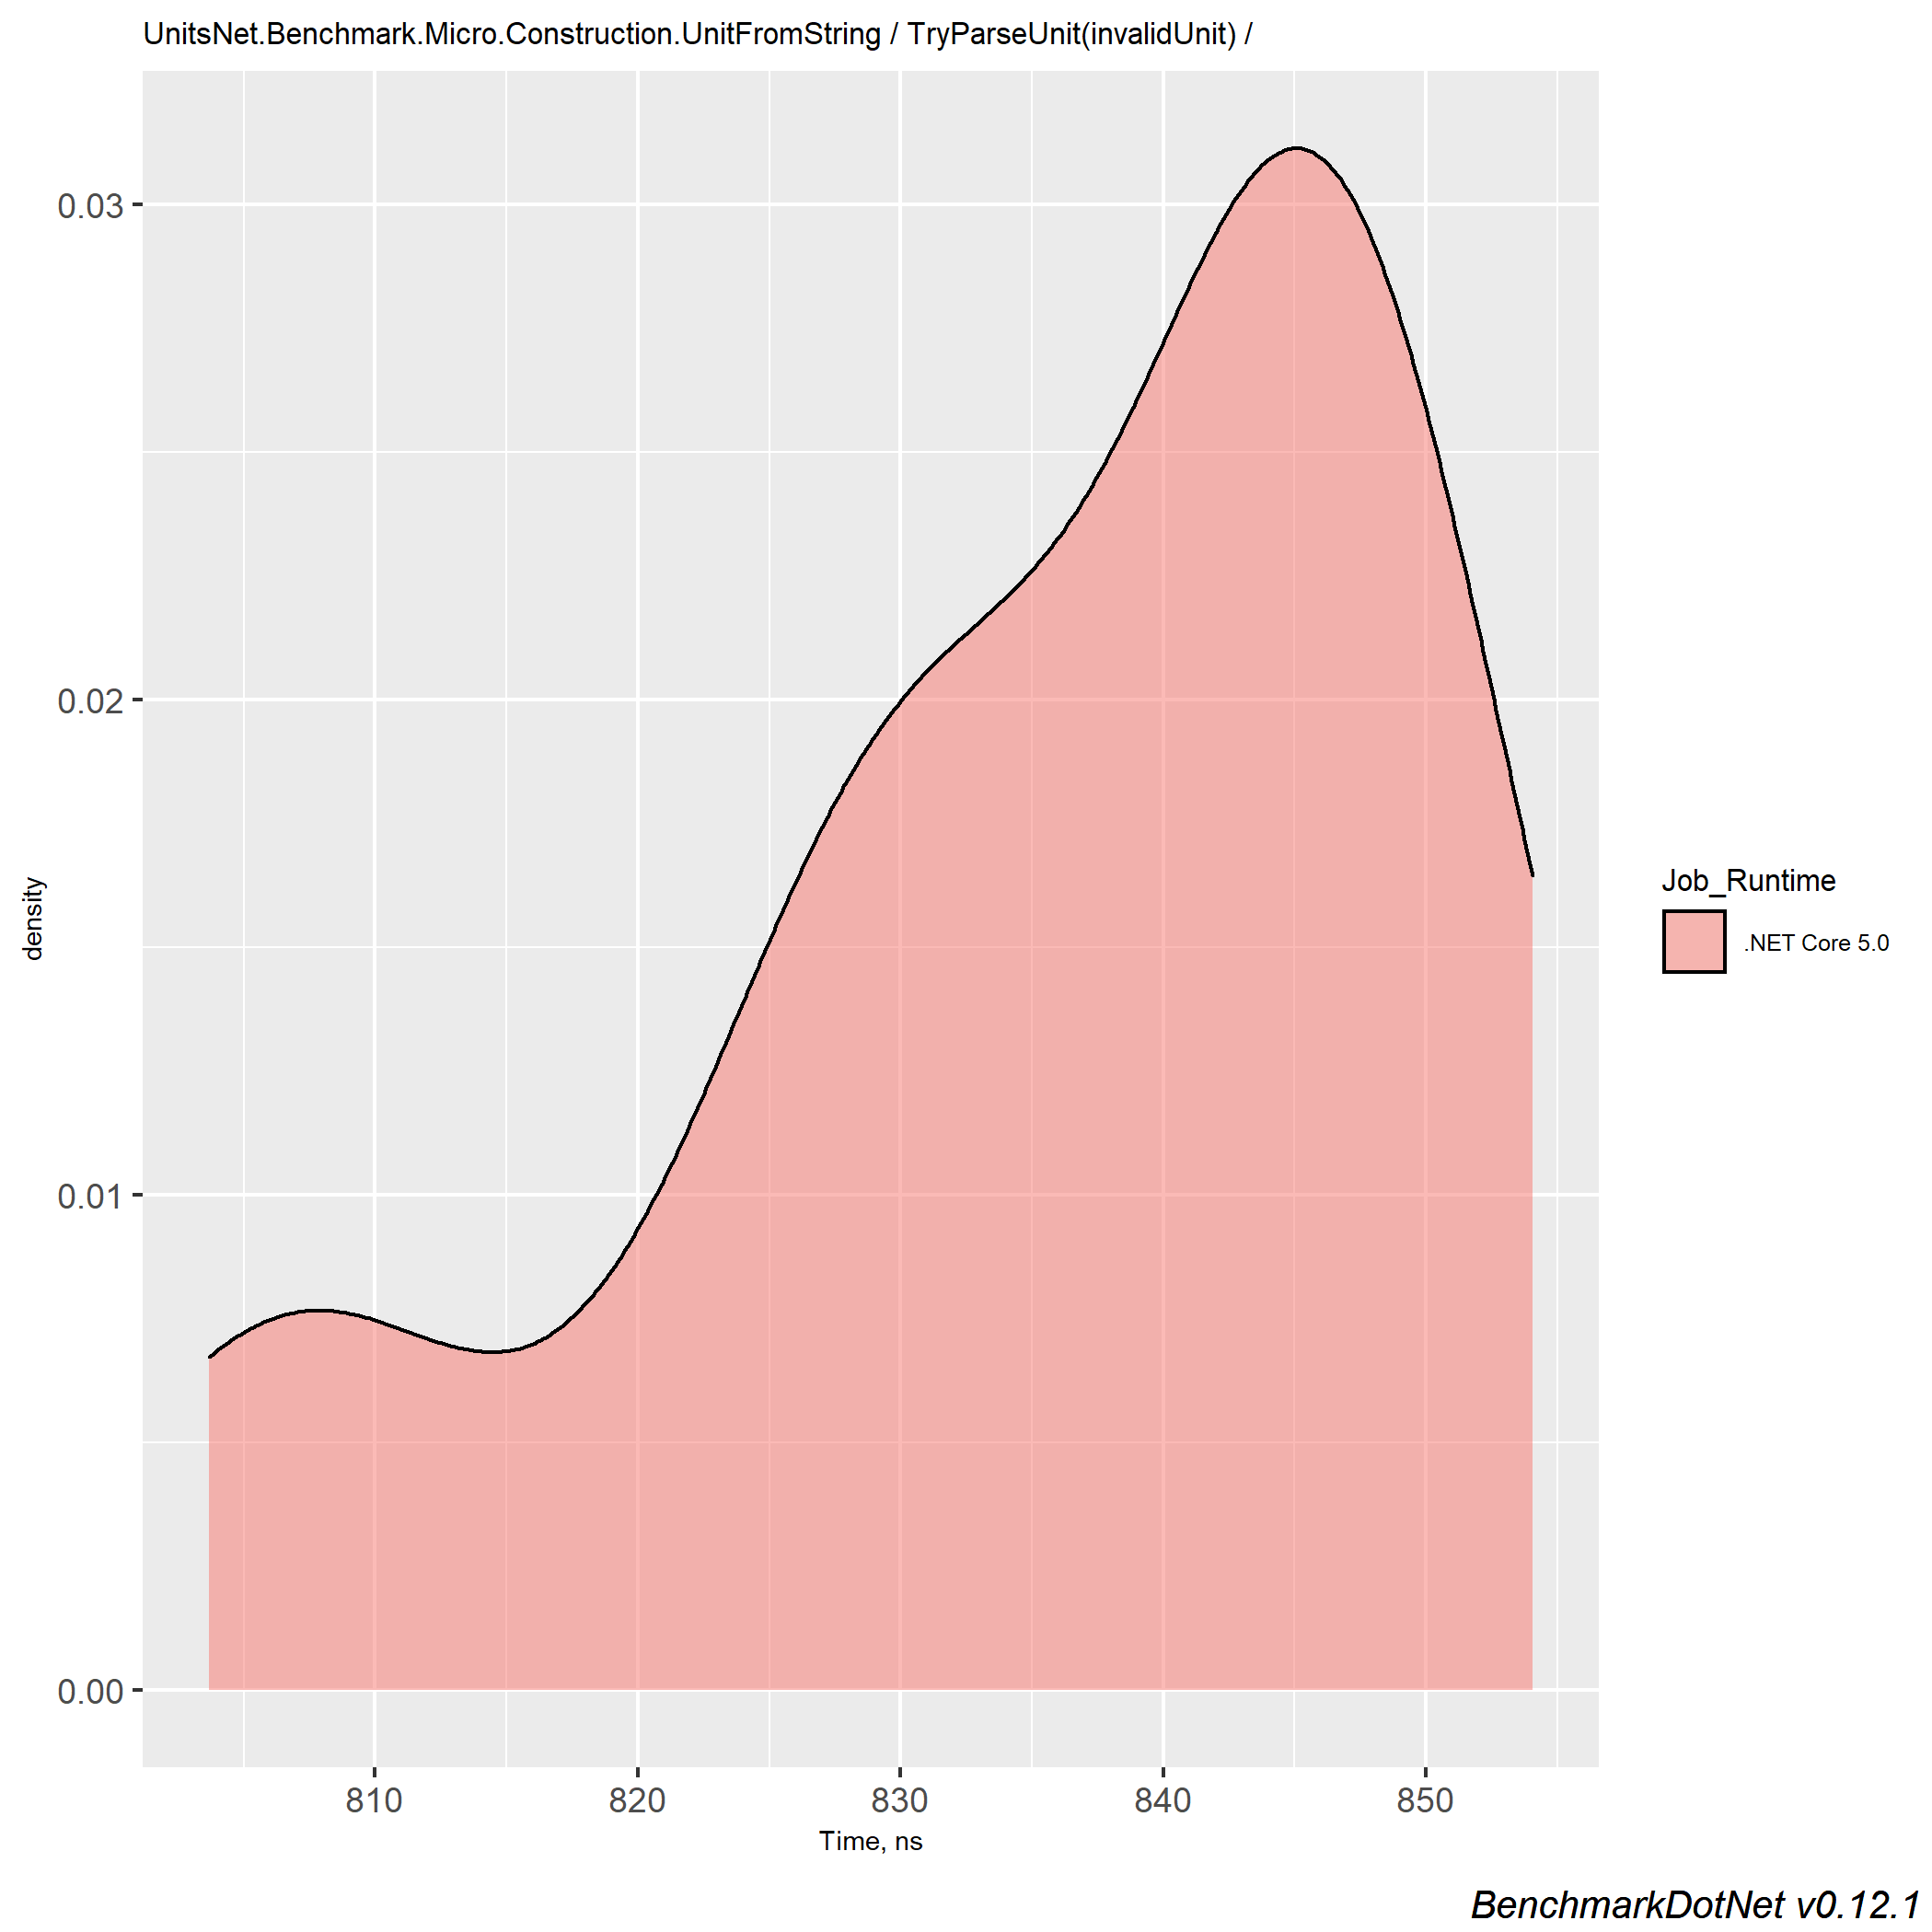 UnitsNet.Benchmark.Micro.Construction.UnitFromString / TryParseUnit(invalidUnit) /
0.03
0.02
0.01
0.00
density
810 820 830 840 850
Time, ns
Job_Runtime
.NET Core 5.0
BenchmarkDotNet v0.12.1